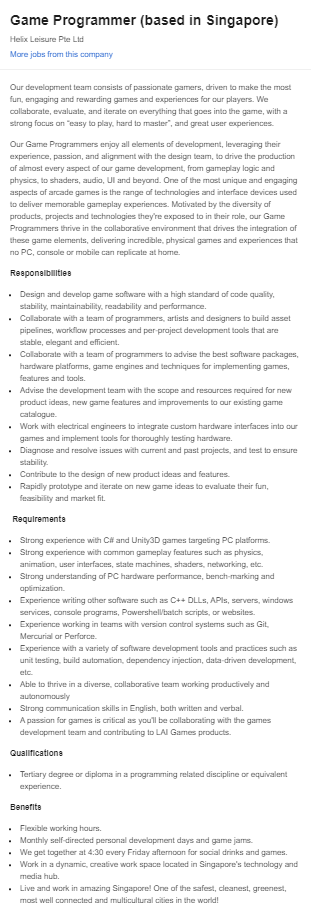 Game Programmer (based in Singapore)
Helix Leisure Pte Ltd
More jobs from this company
Our development team consists of passionate gamers, driven to make the most
fun, engaging and rewarding games and experiences for our players. We
collaborate, evaluate, and iterate on everything that goes into the game, with a
strong focus on “easy to play, hard to master”, and great user experiences.
Our Game Programmers enjoy all elements of development, leveraging their
experience, passion, and alignment with the design team, to drive the production
of almost every aspect of our game development, from gameplay logic and
physics, to shaders, audio, UI and beyond. One of the most unique and engaging
aspects of arcade games is the range of technologies and interface devices used
to deliver memorable gameplay experiences. Motivated by the diversity of
products, projects and technologies they're exposed to in their role, our Game
Programmers thrive in the collaborative environment that drives the integration of
these game elements, delivering incredible, physical games and experiences that
no PC, console or mobile can replicate at home.
Responsibilities
• Design and develop game software with a high standard of code quality,
stability, maintainability, readability and performance.
• Collaborate with a team of programmers, artists and designers to build asset
pipelines, workflow processes and per-project development tools that are
stable, elegant and efficient.
• Collaborate with a team of programmers to advise the best software packages,
hardware platforms, game engines and techniques for implementing games,
features and tools.
• Advise the development team with the scope and resources required for new
product ideas, new game features and improvements to our existing game
catalogue.
• Work with electrical engineers to integrate custom hardware interfaces into our
games and implement tools for thoroughly testing hardware.
• Diagnose and resolve issues with current and past projects, and test to ensure
stability.
• Contribute to the design of new product ideas and features.
• Rapidly prototype and iterate on new game ideas to evaluate their fun,
feasibility and market fit.
Requirements
• Strong experience with C# and Unity3D games targeting PC platforms.
• Strong experience with common gameplay features such as physics,
animation, user interfaces, state machines, shaders, networking, etc.
• Strong understanding of PC hardware performance, bench-marking and
optimization.
• Experience writing other software such as C++ DLLs, APIs, servers, windows
services, console programs, Powershell/batch scripts, or websites.
• Experience working in teams with version control systems such as Git,
Mercurial or Perforce.
• Experience with a variety of software development tools and practices such as
unit testing, build automation, dependency injection, data-driven development,
etc.
• Able to thrive in a diverse, collaborative team working productively and
autonomously
• Strong communication skills in English, both written and verbal.
• A passion for games is critical as you'll be collaborating with the games
development team and contributing to LAI Games products.
Qualifications
• Tertiary degree or diploma in a programming related discipline or equivalent
experience.
Benefits
• Flexible working hours.
• Monthly self-directed personal development days and game jams.
• We get together at 4:30 every Friday afternoon for social drinks and games.
• Work in a dynamic, creative work space located in Singapore's technology and
media hub.
• Live and work in amazing Singapore! One of the safest, cleanest, greenest,
most well connected and multicultural cities in the world!